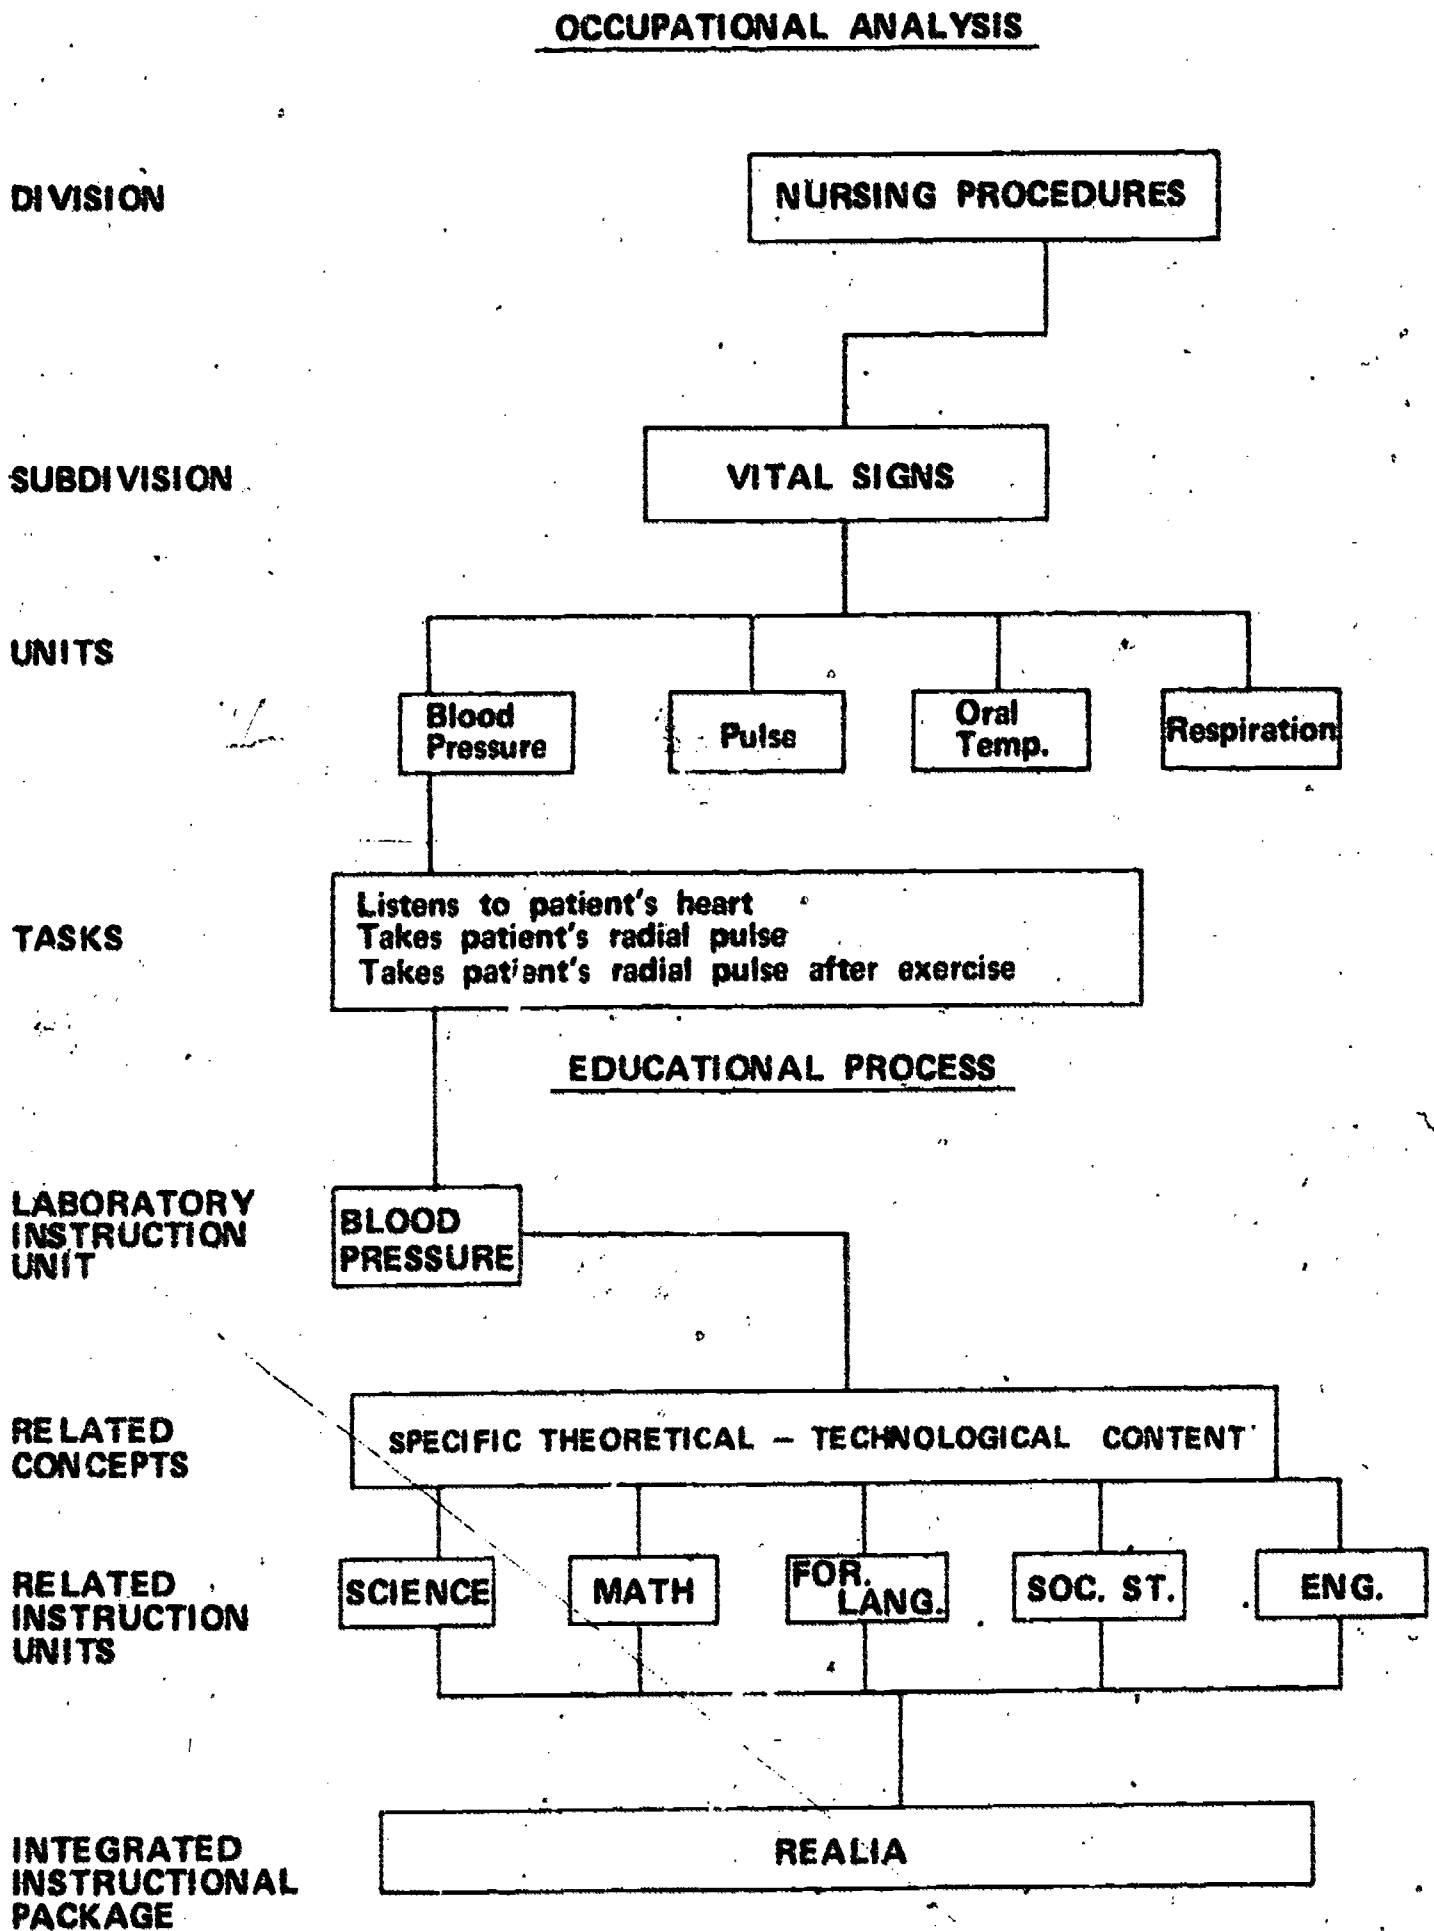 OCCUPATIONAL ANALYSIS
DIVISION
NURSING PROCEDURES
SUBDIVISION
VITAL SIGNS
UNITS
Blood
Pressure
Pulse
Oral
Temp.
Respiration
TASKS
Listens to patient's heart
Takes patient's radial pulse
Takes patient's radial pulse after exercise
EDUCATIONAL PROCESS
LABORATORY
INSTRUCTION
UNIT
BLOOD
PRESSURE
RELATED
CONCEPTS
SPECIFIC THEORETICAL – TECHNOLOGICAL CONTENT
RELATED
INSTRUCTION
UNITS
SCIENCE
MATH
FOR.
LANG.
SOC. ST.
ENG.
INTEGRATED
INSTRUCTIONAL
PACKAGE
REALIA